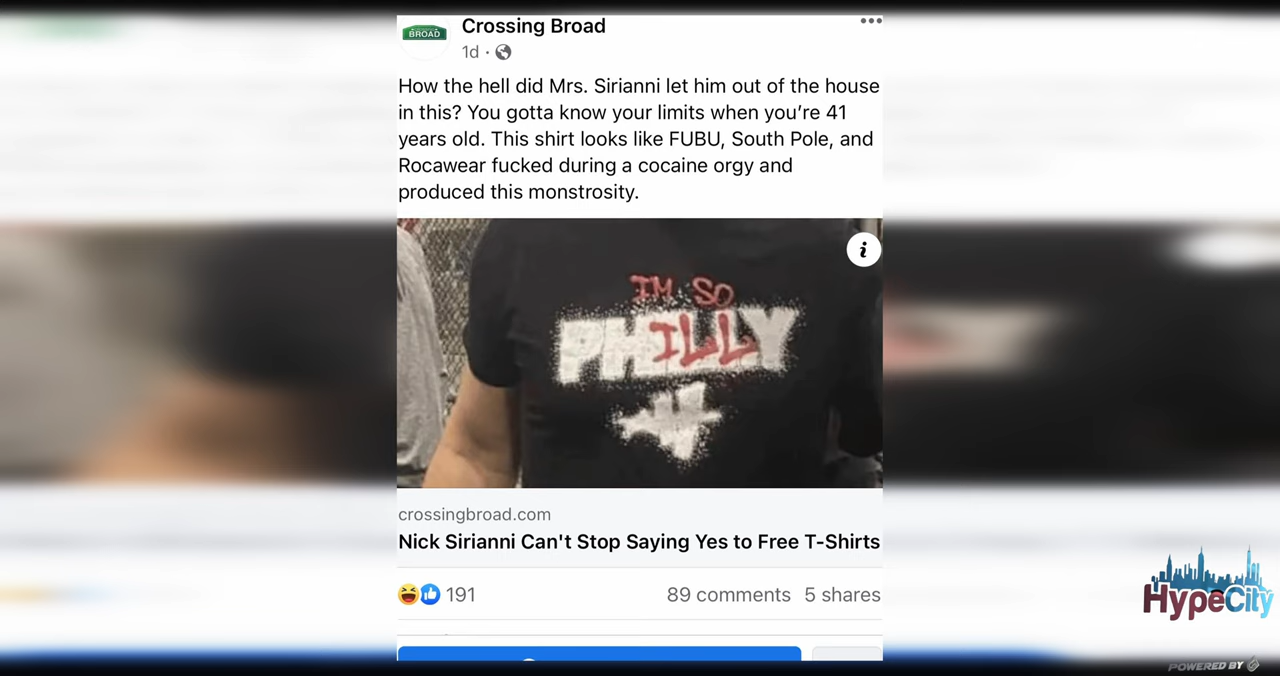 BROAD
Crossing Broad
1d ·
How the hell did Mrs. Sirianni let him out of the house
in this? You gotta know your limits when you're 41
years old. This shirt looks like FUBU, South Pole, and
Rocawear fucked during a cocaine orgy and
produced this monstrosity.
i
IM SO
PHILLY
crossingbroad.com
Nick Sirianni Can't Stop Saying Yes to Free T-Shirts
191
89 comments 5 shares
HypeCity
POWERED BY